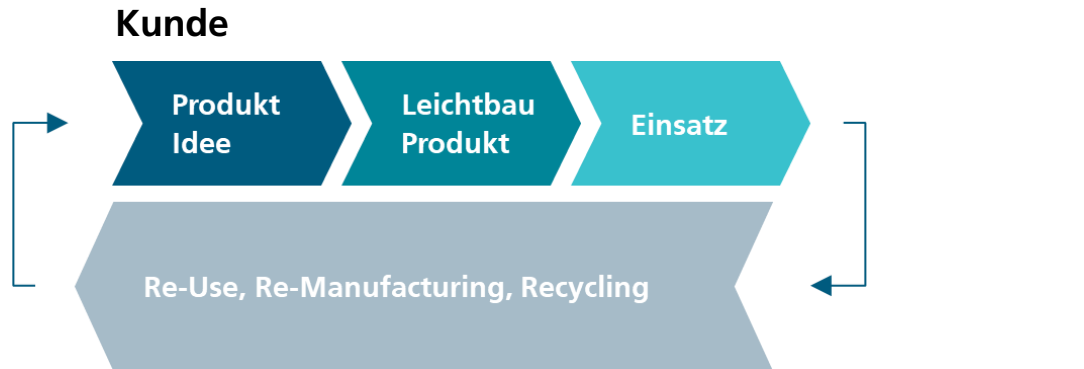 Kunde
Produkt
Idee
Leichtbau
Produkt
Einsatz
Re-Use, Re-Manufacturing, Recycling